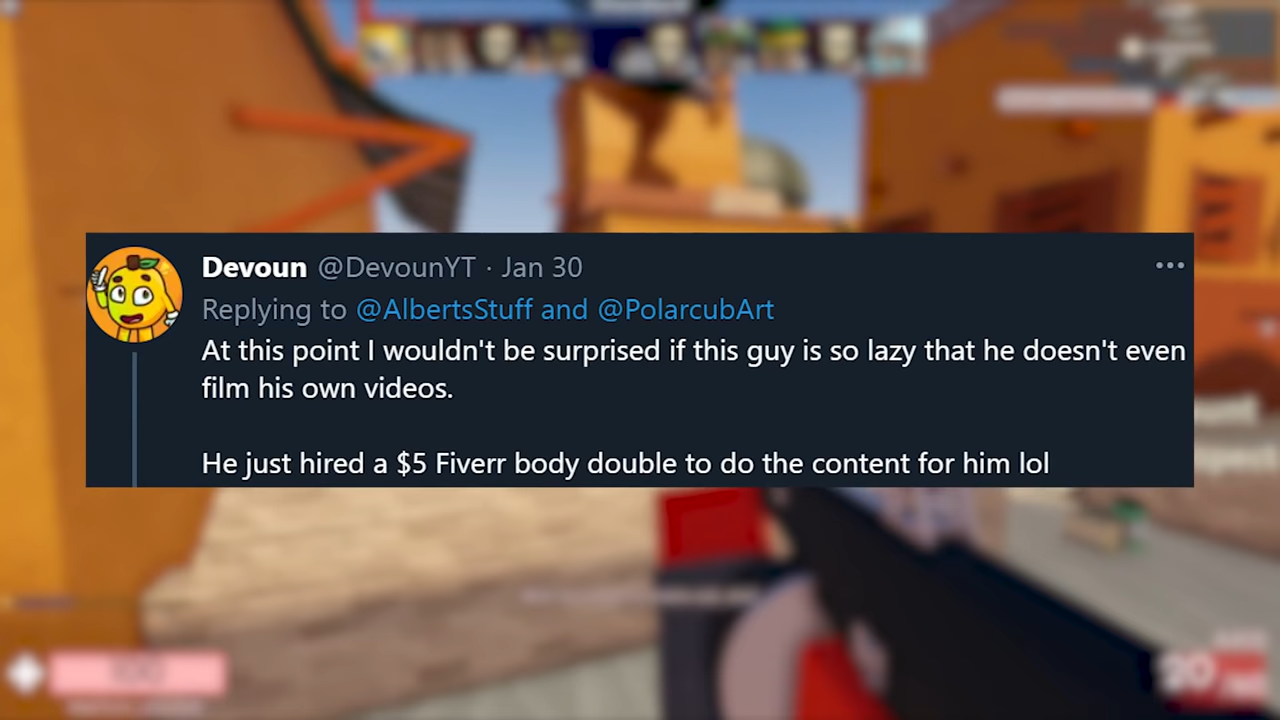 Devoun @DevounYT · Jan 30
Replying to @AlbertsStuff and @PolarcubArt
At this point I wouldn't be surprised if this guy is so lazy that he doesn't even
film his own videos.
He just hired a $5 Fiverr body double to do the content for him lol
20